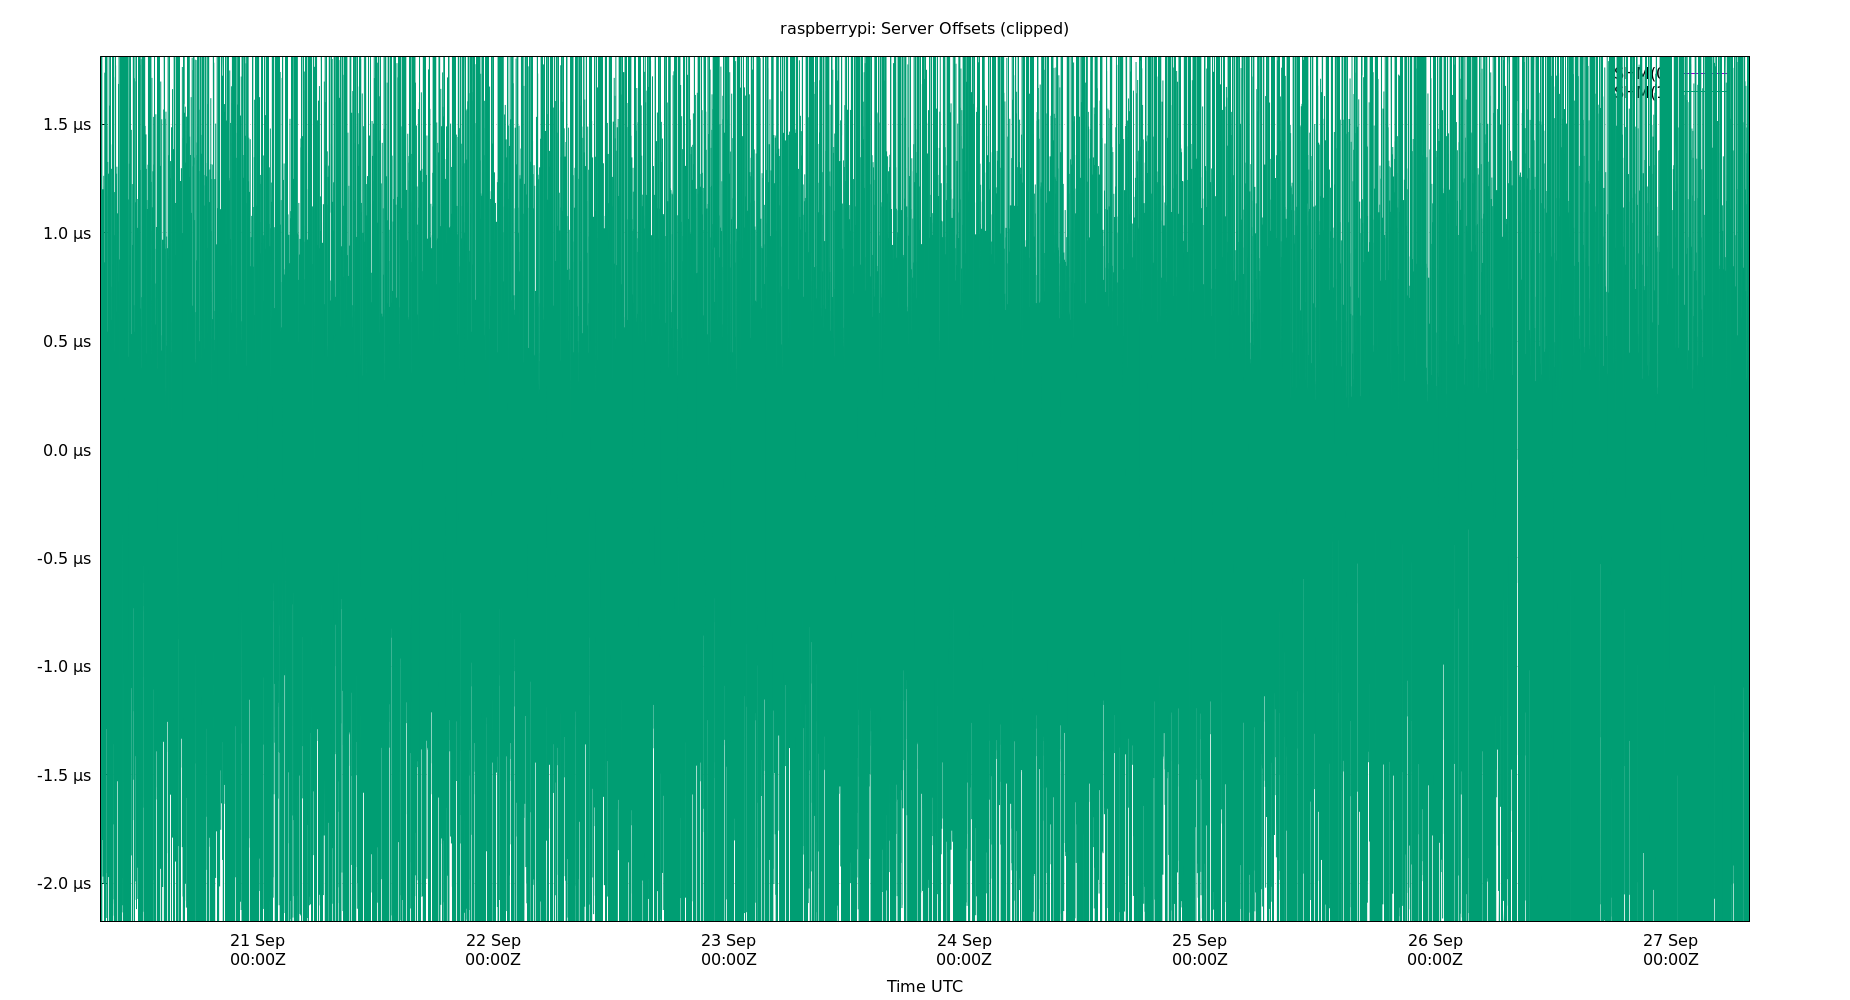 raspberrypi: Server Offsets (clipped)
SHM(
SHM(
1.5 µs
1.0 µs
0.5 µs
0.0 µs
-0.5 µs
-1.0 µs
-1.5 µs
-2.0 µs
21 Sep 22 Sep 23 Sep 24 Sep 25 Sep 26 Sep 27 Sep
00:00Z 00:00Z 00:00Z 00:00Z 00:00Z 00:00Z 00:00Z
Time UTC